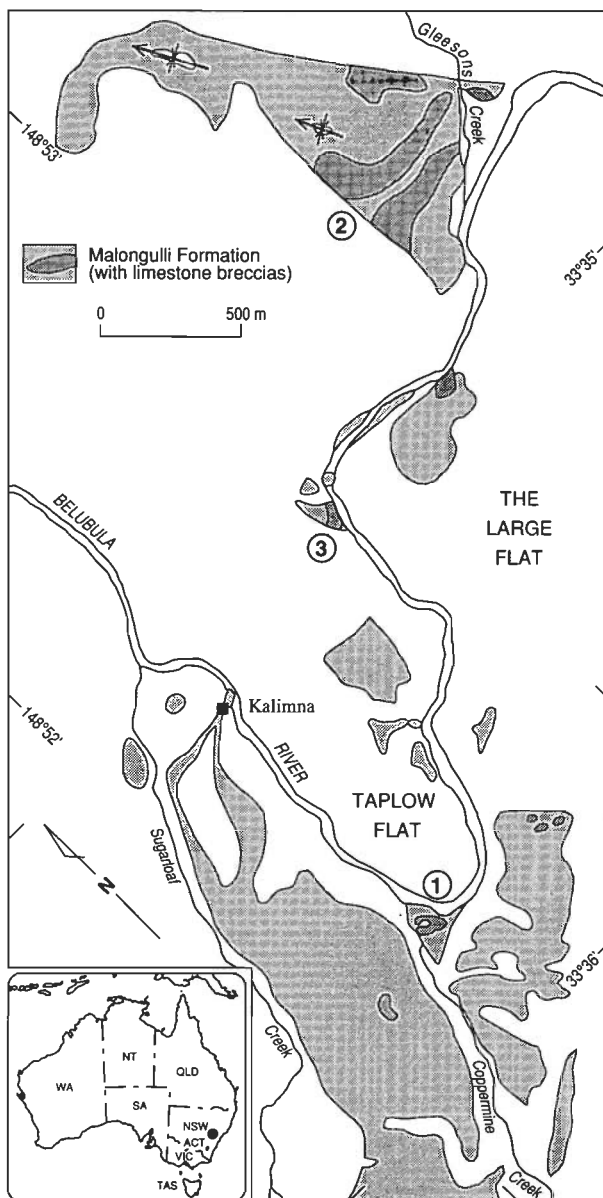 Gleesons
Creek
148°53'
2
33°35'
Malongulli Formation
(with limestone breccias)
0 500 m
THE
LARGE
FLAT
3
BELUBULA
148°52'
Kalimna
RIVER
TAPLOW
FLAT
Sugarloaf
N
1
33°36'
Creek
Coppermine
Creek
WA
NT
QLD
SA
NSW
ACT
VIC
TAS